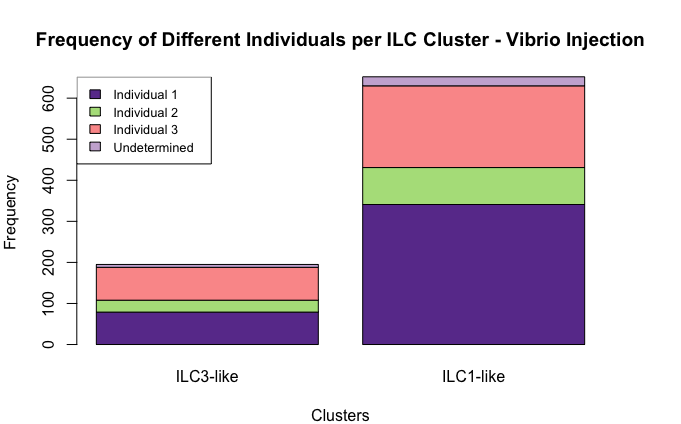 Frequency of Different Individuals per ILC Cluster - Vibrio Injection
Individual 1
Individual 2
Individual 3
Undetermined
Frequency
600
500
400
300
200
100
0
ILC3-like
ILC1-like
Clusters